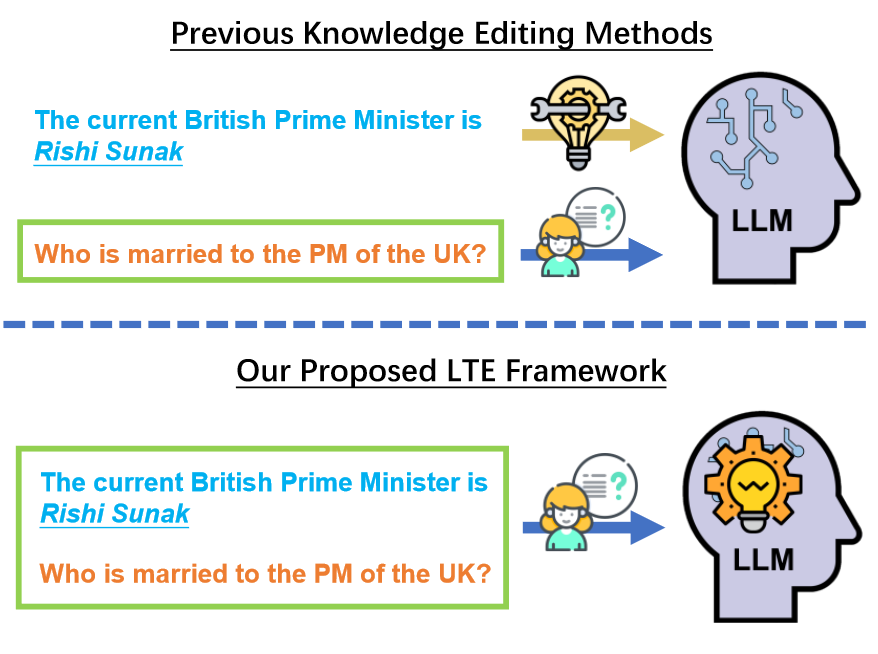 Previous Knowledge Editing Methods
The current British Prime Minister is
Rishi Sunak
?
LLM
Who is married to the PM of the UK?
Our Proposed LTE Framework
The current British Prime Minister is
Rishi Sunak
?
Who is married to the PM of the UK?
LLM